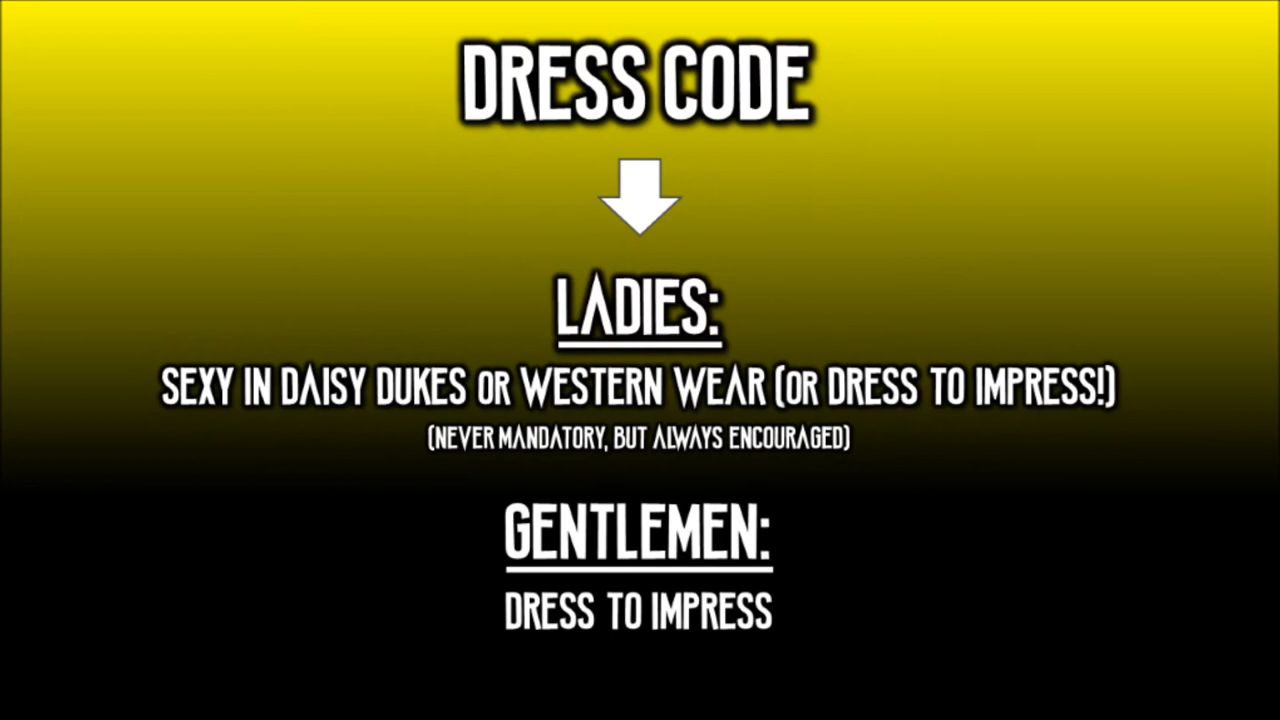 DRESS CODE
LADIES:
SEXY IN DAISY DUKES OR WESTERN WEAR (OR DRESS TO IMPRESS!)
(NEVER MANDATORY, BUT ALWAYS ENCOURAGED)
GENTLEMEN:
DRESS TO IMPRESS